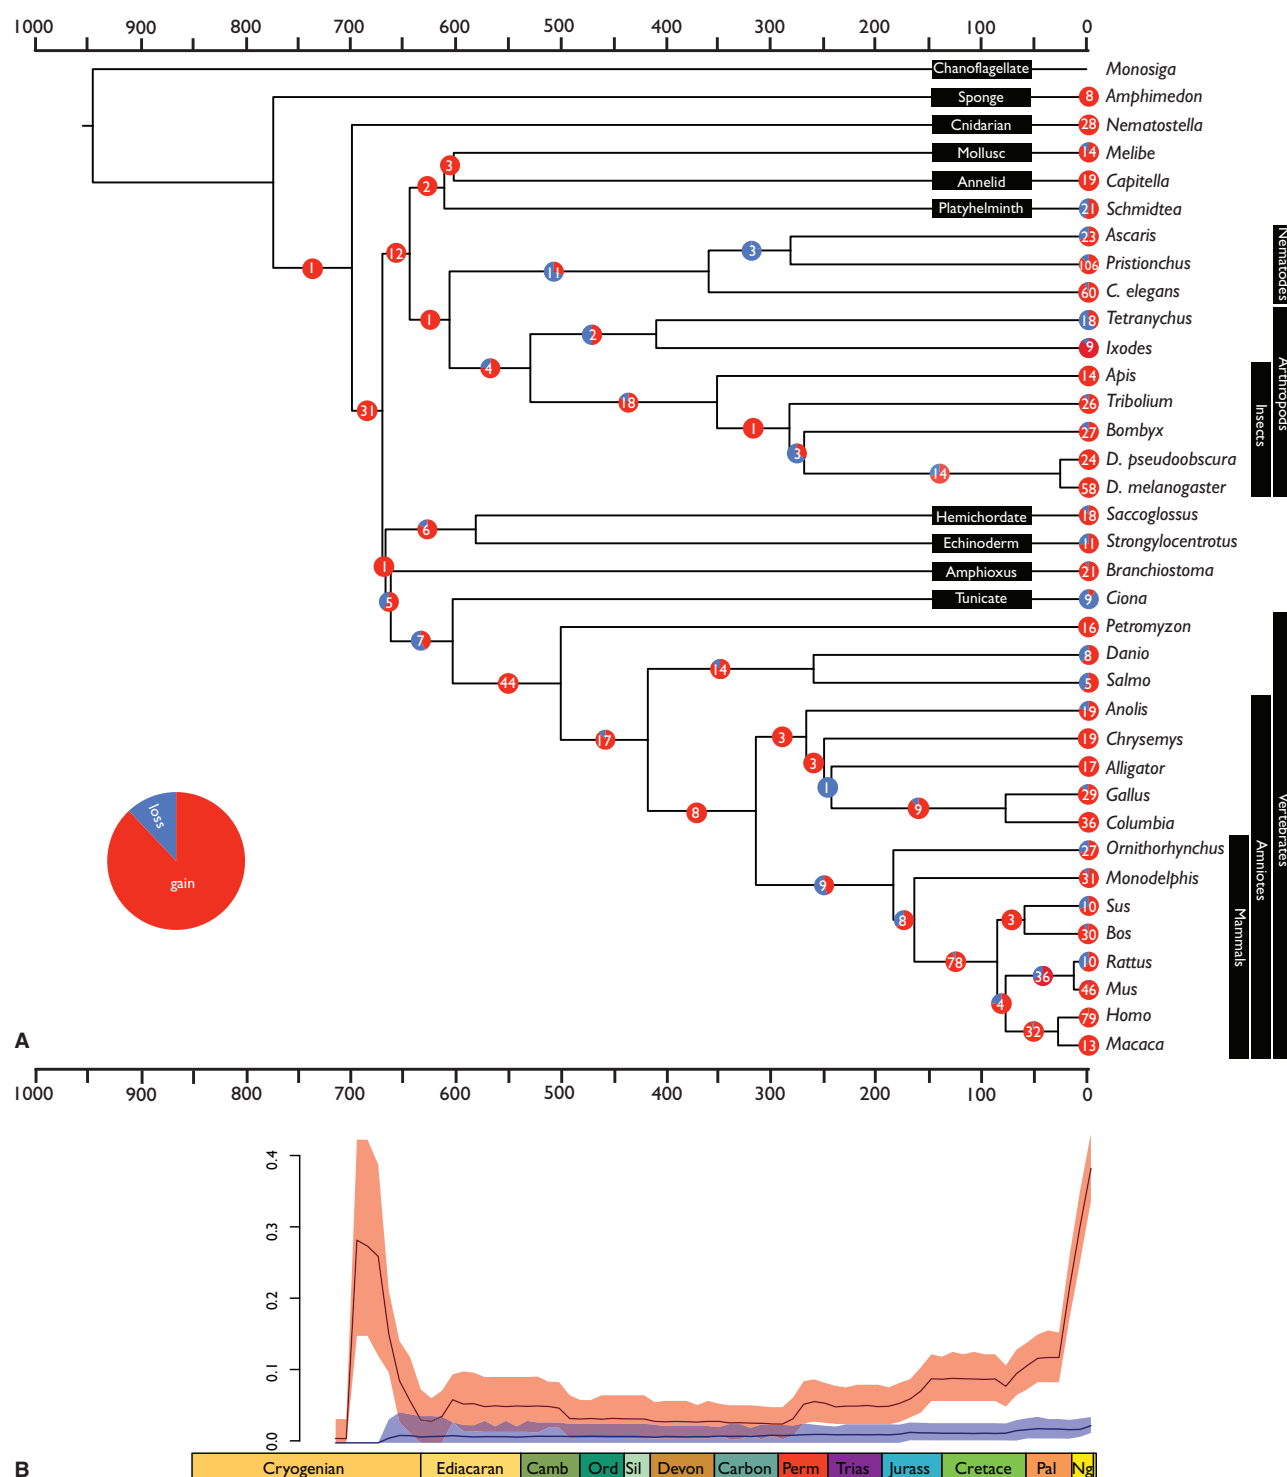 1000 900 800 700 600 500 400 300 200 100 0
Chanoflagellate Monosiga
Sponge 8 Amphimedon
Cnidarian 28 Nematostella
Mollusc 14 Melibe
3
Annelid 19 Capitella
2
Platyhelminth 21 Schmidtea
23 Ascaris
3
12
106 Pristionchus
1
11
60 C. elegans
Nematodes
1
18 Tetranychus
2
9 Ixodes
4
14 Apis
18
26 Tribolium
31
1
27 Bombyx
3
24 D. pseudoobscura
14
58 D. melanogaster
Insects
Arthropods
Hemichordate 18 Saccoglossus
6
Echinoderm 11 Strongylocentrotus
1
Amphioxus 21 Branchiostoma
5
Tunicate 9 Ciona
16 Petromyzon
7
8 Danio
14
44
5 Salmo
19 Anolis
17
3
19 Chrysemys
3
17 Alligator
1
29 Gallus
8
9
36 Columbia
27 Ornithorhynchus
9
31 Monodelphis
8
10 Sus
3
30 Bos
78
10 Rattus
36
46 Mus
4
79 Homo
32
13 Macaca
Mammals
Amniotes
Vertebrates
loss
gain
A
1000 900 800 700 600 500 400 300 200 100 0
0.4
0.3
0.2
0.1
0.0
B
Cryogenian Ediacaran Camb Ord Sil Devon Carbon Perm Trias Jurass Cretace Pal Ng